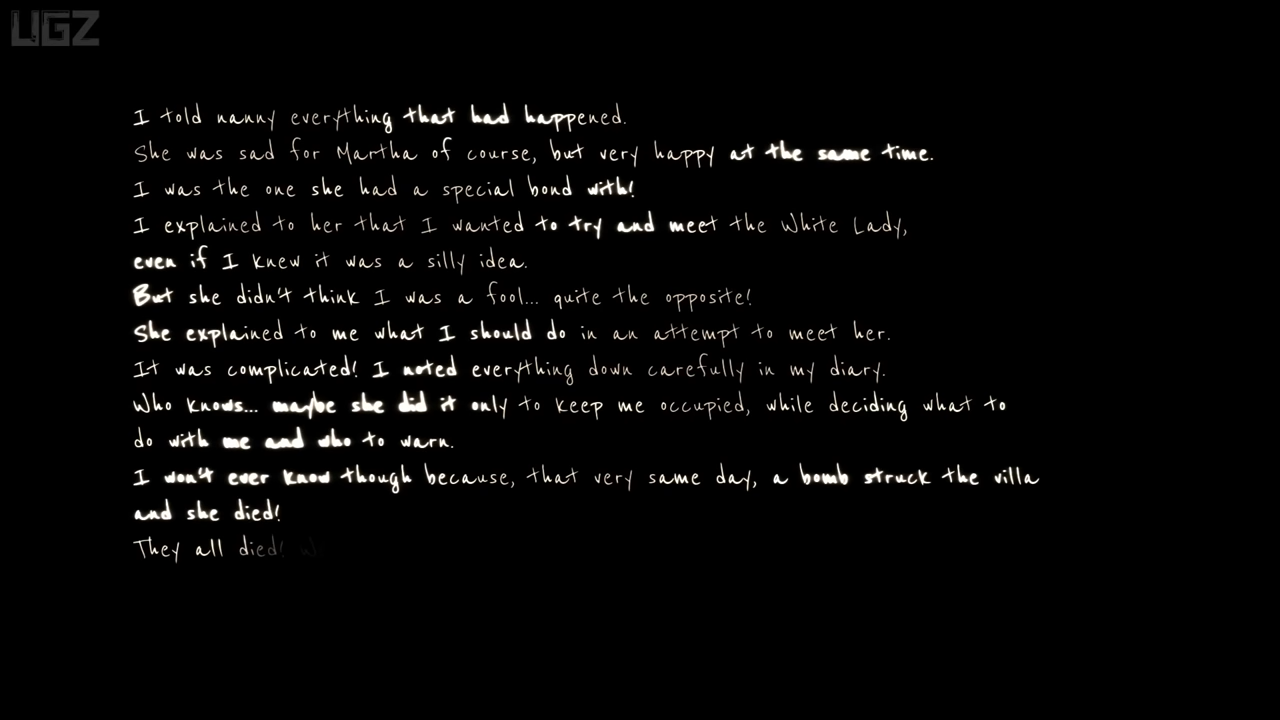 UGZ
I told nanny everything that had happened.
She was sad for Martha of course, but very happy at the same time.
I was the one she had a special bond with!
I explained to her that I wanted to try and meet the White Lady,
even if I knew it was a silly idea.
But she didn't think I was a fool... quite the opposite!
She explained to me what I should do in an attempt to meet her.
It was complicated! I noted everything down carefully in my diary.
Who knows... maybe she did it only to keep me occupied, while deciding what to
do with me and who to warn.
I won't ever know though because, that very same day, a bomb struck the villa
and she died!
They all died!